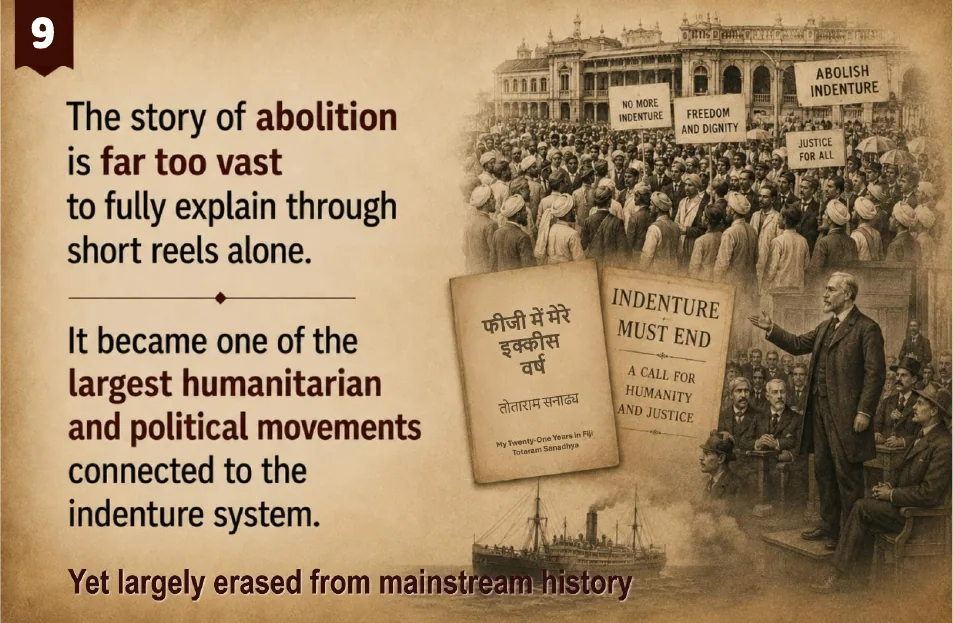 9
The story of abolition
is far too vast
to fully explain through
short reels alone.
It became one of the
largest humanitarian
and political movements
connected to the
indenture system.
Yet largely erased from mainstream history
NO MORE
INDENTURE
FREEDOM
AND DIGNITY
ABOLISH
INDENTURE
JUSTICE
FOR ALL
फीजी में मेरे
इक्कीस
वर्ष
तोताराम सनाढ्य
My Twenty-One Years in Fiji
Totaram Sanadhya
INDENTURE
MUST END
A CALL FOR
HUMANITY
AND JUSTICE